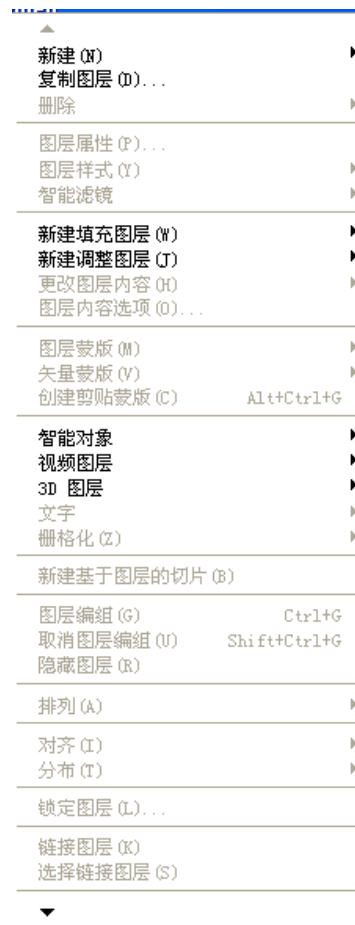 新建(N)
复制图层(D)...
删除
图层属性(P)...
图层样式(Y)
智能滤镜
新建填充图层(W)
新建调整图层(J)
更改图层内容(H)
图层内容选项(O)...
图层蒙版(M)
矢量蒙版(V)
创建剪贴蒙版(C) Alt+Ctrl+G
智能对象
视频图层
3D 图层
文字
栅格化(Z)
新建基于图层的切片(B)
图层编组(G) Ctrl+G
取消图层编组(U) Shift+Ctrl+G
隐藏图层(R)
排列(A)
对齐(I)
分布(T)
锁定图层(L)...
链接图层(K)
选择链接图层(S)